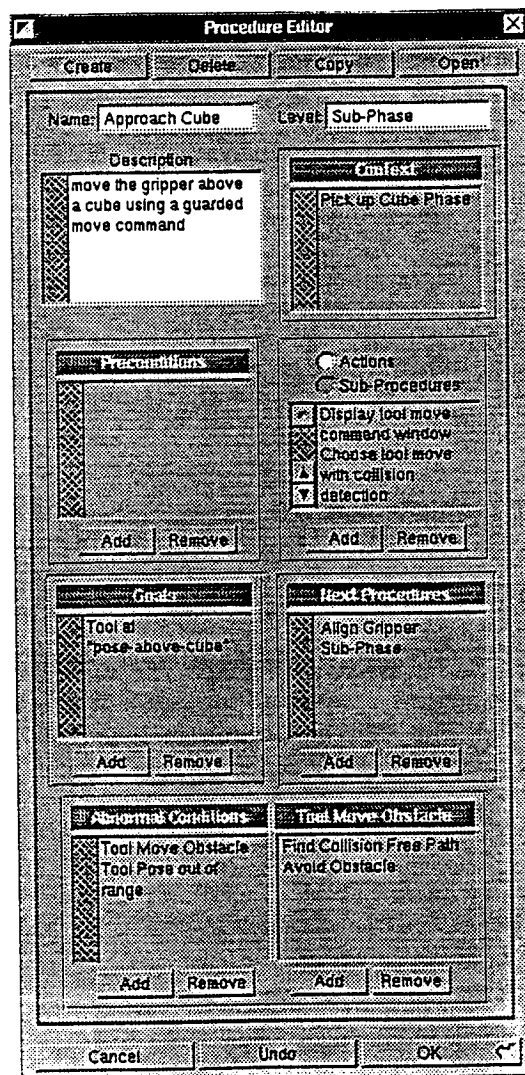 Procedure Editor
Create Delete Copy Open
Name: Approach Cube Level: Sub-Phase
Description
move the gripper above
a cube using a guarded
move command
Context
Pick up Cube Phase
Preconditions
Add Remove
Actions
Sub-Procedures
Display tool move
command window
Choose tool move
with collision
detection
Add Remove
Goals
Tool at
"pose-above-cube"
Add Remove
Next Procedures
Align Gripper
Sub-Phase
Add Remove
Abnormal Conditions
Tool Move Obstacle
Tool Pose out of
range
Add Remove
Tool Move Obstacle
Find Collision Free Path
Avoid Obstacle
Add Remove
Cancel Undo OK